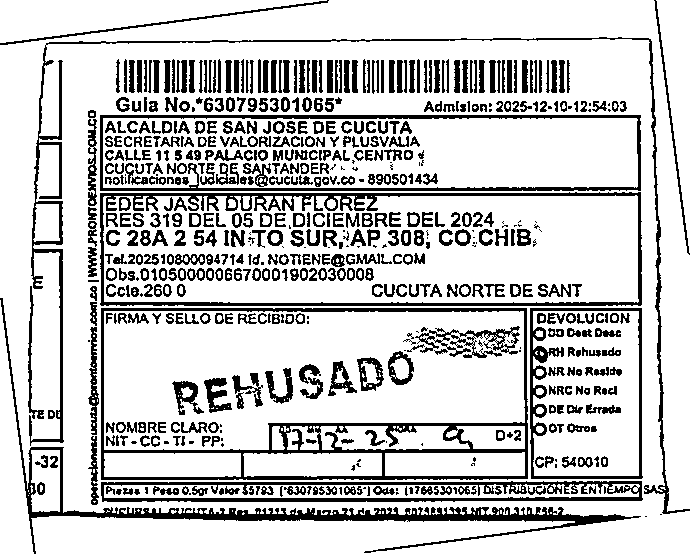 Guia No.*630795301065*
Admision: 2025-12-10-12:54:03
ALCALDIA DE SAN JOSE DE CUCUTA
SECRETARIA DE VALORIZACION Y PLUSVALIA
CALLE 11 5 49 PALACIO MUNICIPAL CENTRO
CUCUTA NORTE DE SANTANDER
notificaciones_judiciales@cucuta.gov.co - 890501434
EDER JASIR DURAN FLOREZ
RES 319 DEL 05 DE DICIEMBRE DEL 2024
C 28A 2 54 IN TO SUR, AP 308, CO CHIB,
Tel.202510800094714 Id. NOTIENE@GMAIL.COM
Obs.0105000006670001902030008
Ccte.260 0
CUCUTA NORTE DE SANT
operacionescucuta@prontoenvios.com.co | WWW.PRONTOENVIOS.COM.CO
FIRMA Y SELLO DE RECIBIDO:
REHUSADO
NOMBRE CLARO:
NIT - CC - TI - PP:
17-12-25
D+2
DEVOLUCION
DD Dest Desc
RH Rehusado
NR No Reside
NRC No Recl
DE Dir Errada
OT Otros
CP: 540010
TE DE
-32
00
Piezas 1 Peso 0.5gr Valor $5793 (*630795301065*) Ods: (17665301065) DISTRIBUCIONES ENTIEMPO SAS